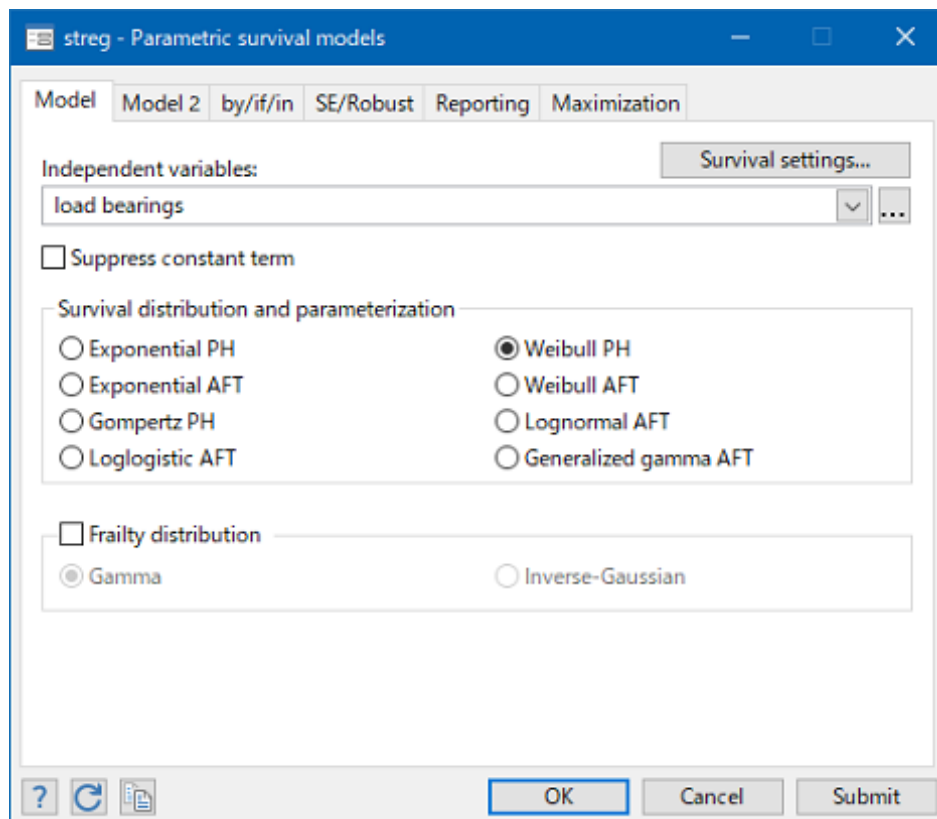 streg - Parametric survival models
Model Model 2 by/if/in SE/Robust Reporting Maximization
Survival settings...
Independent variables:
load bearings
...
Suppress constant term
Survival distribution and parameterization
Exponential PH Weibull PH
Exponential AFT Weibull AFT
Gompertz PH Lognormal AFT
Loglogistic AFT Generalized gamma AFT
Frailty distribution
Gamma Inverse-Gaussian
? OK Cancel Submit